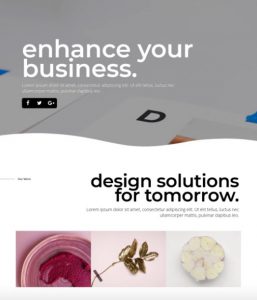 enhance your
business.
Lorem ipsum dolor sit amet, consectetur adipiscing elit. Ut elit tellus, luctus
nec ullamcorper mattis, pulvinar dapibus leo.
D
design solutions
for tomorrow.
Lorem ipsum dolor sit amet, consectetur adipiscing elit. Ut elit tellus, luctus nec
ullamcorper mattis, pulvinar dapibus leo.